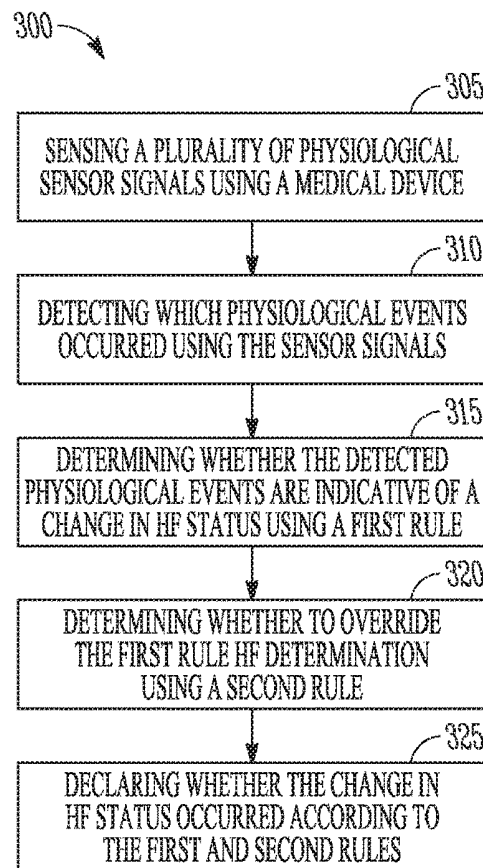 300
305
SENSING A PLURALITY OF PHYSIOLOGICAL
SENSOR SIGNALS USING A MEDICAL DEVICE
310
DETECTING WHICH PHYSIOLOGICAL EVENTS
OCCURRED USING THE SENSOR SIGNALS
315
DETERMINING WHETHER THE DETECTED
PHYSIOLOGICAL EVENTS ARE INDICATIVE OF A
CHANGE IN HF STATUS USING A FIRST RULE
320
DETERMINING WHETHER TO OVERRIDE
THE FIRST RULE HF DETERMINATION
USING A SECOND RULE
325
DECLARING WHETHER THE CHANGE IN
HF STATUS OCCURRED ACCORDING TO
THE FIRST AND SECOND RULES